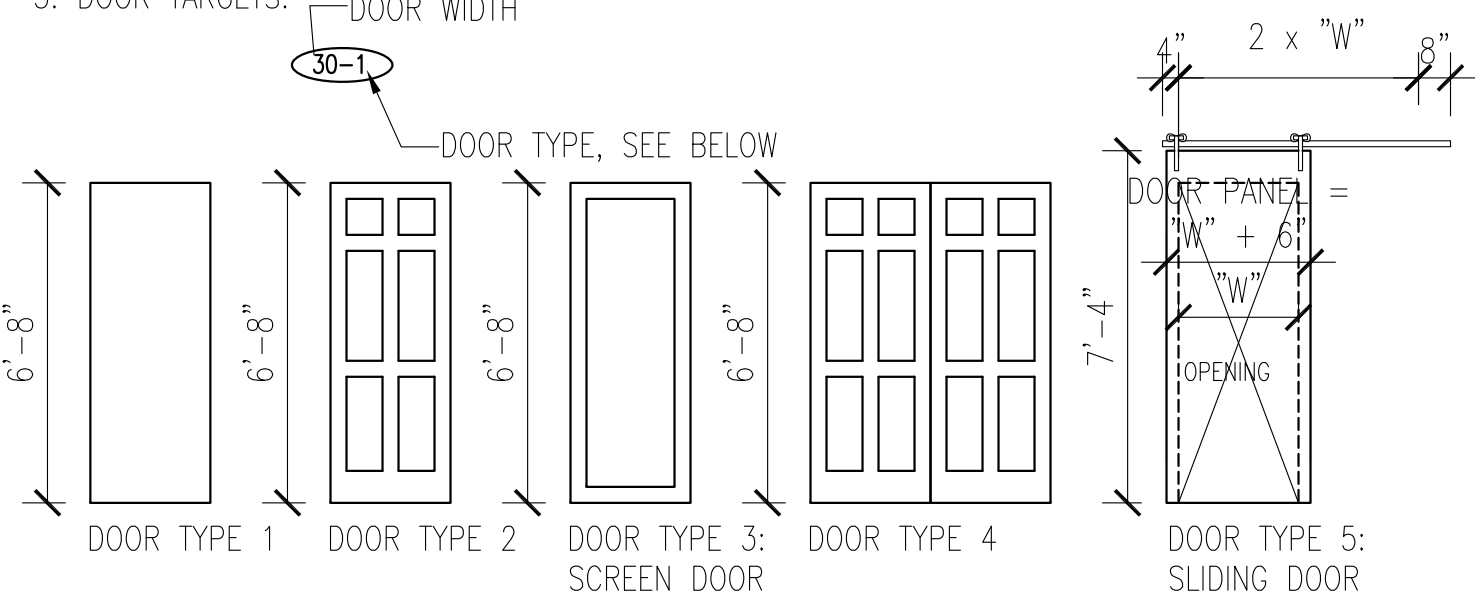 5. DOOR TARGETS:
DOOR WIDTH
30-1
DOOR TYPE, SEE BELOW
4" 2 x "W" 8"
DOOR PANEL =
"W" + 6"
"W"
OPENING
6'-8"
6'-8"
6'-8"
6'-8"
7'-4"
DOOR TYPE 1
DOOR TYPE 2
DOOR TYPE 3:
SCREEN DOOR
DOOR TYPE 4
DOOR TYPE 5:
SLIDING DOOR